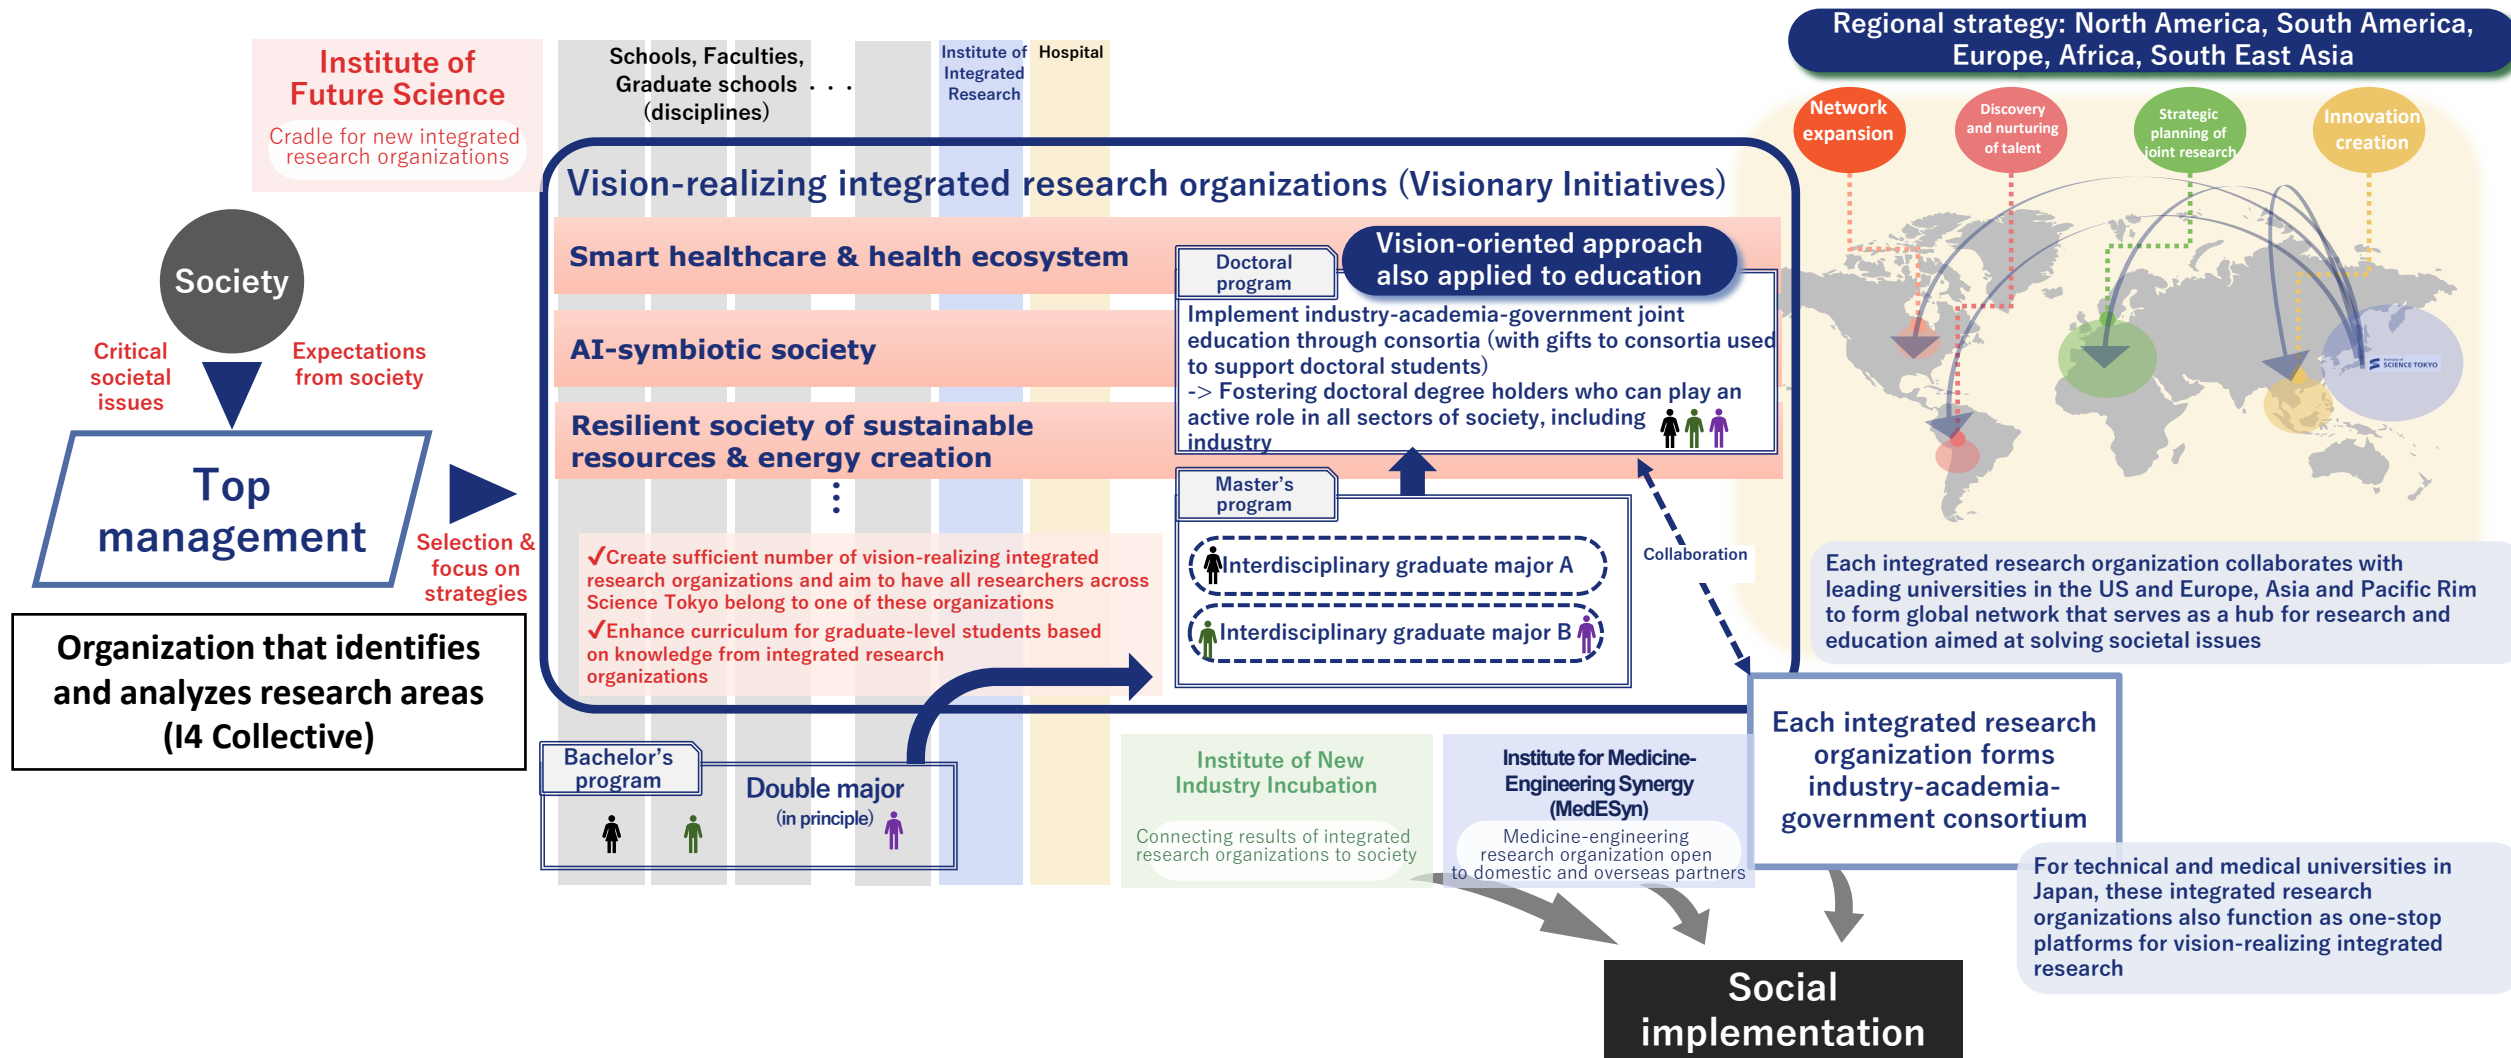 Institute of
Future Science
Cradle for new integrated
research organizations
Schools, Faculties,
Graduate schools . . .
(disciplines)
Institute of
Integrated
Research
Hospital
Regional strategy: North America, South America,
Europe, Africa, South East Asia
Network
expansion
Discovery
and nurturing
of talent
Strategic
planning of
joint research
Innovation
creation
Institute of
SCIENCE TOKYO
Society
Critical
societal
issues
Expectations
from society
Top
management
Selection &
focus on
strategies
Organization that identifies
and analyzes research areas
(I4 Collective)
Vision-realizing integrated research organizations (Visionary Initiatives)
Smart healthcare & health ecosystem
AI-symbiotic society
Resilient society of sustainable
resources & energy creation
Vision-oriented approach
also applied to education
Doctoral
program
Implement industry-academia-government joint
education through consortia (with gifts to consortia used
to support doctoral students)
-> Fostering doctoral degree holders who can play an
active role in all sectors of society, including
industry
Master's
program
Interdisciplinary graduate major A
Interdisciplinary graduate major B
✓Create sufficient number of vision-realizing integrated
research organizations and aim to have all researchers across
Science Tokyo belong to one of these organizations
✓Enhance curriculum for graduate-level students based
on knowledge from integrated research
organizations
Collaboration
Each integrated research organization collaborates with
leading universities in the US and Europe, Asia and Pacific Rim
to form global network that serves as a hub for research and
education aimed at solving societal issues
Bachelor's
program
Double major
(in principle)
Institute of New
Industry Incubation
Connecting results of integrated
research organizations to society
Institute for Medicine-
Engineering Synergy
(MedESyn)
Medicine-engineering
research organization open
to domestic and overseas partners
Each integrated research
organization forms
industry-academia-
government consortium
For technical and medical universities in
Japan, these integrated research
organizations also function as one-stop
platforms for vision-realizing integrated
research
Social
implementation